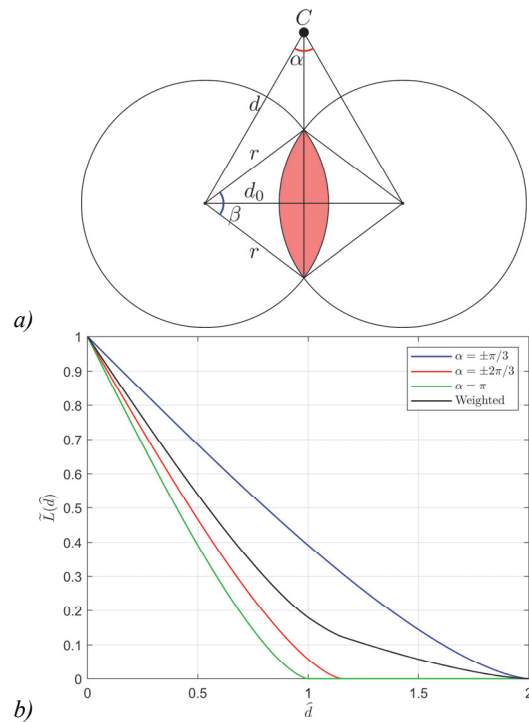 C
α
d
r
d₀
β
r
a)
1
0.9
0.8
0.7
0.6
0.5
0.4
0.3
0.2
0.1
0
L̃(d̂)
α = ±π/3
α = ±2π/3
α − π
Weighted
0 0.5 1 1.5 2
d̂
b)